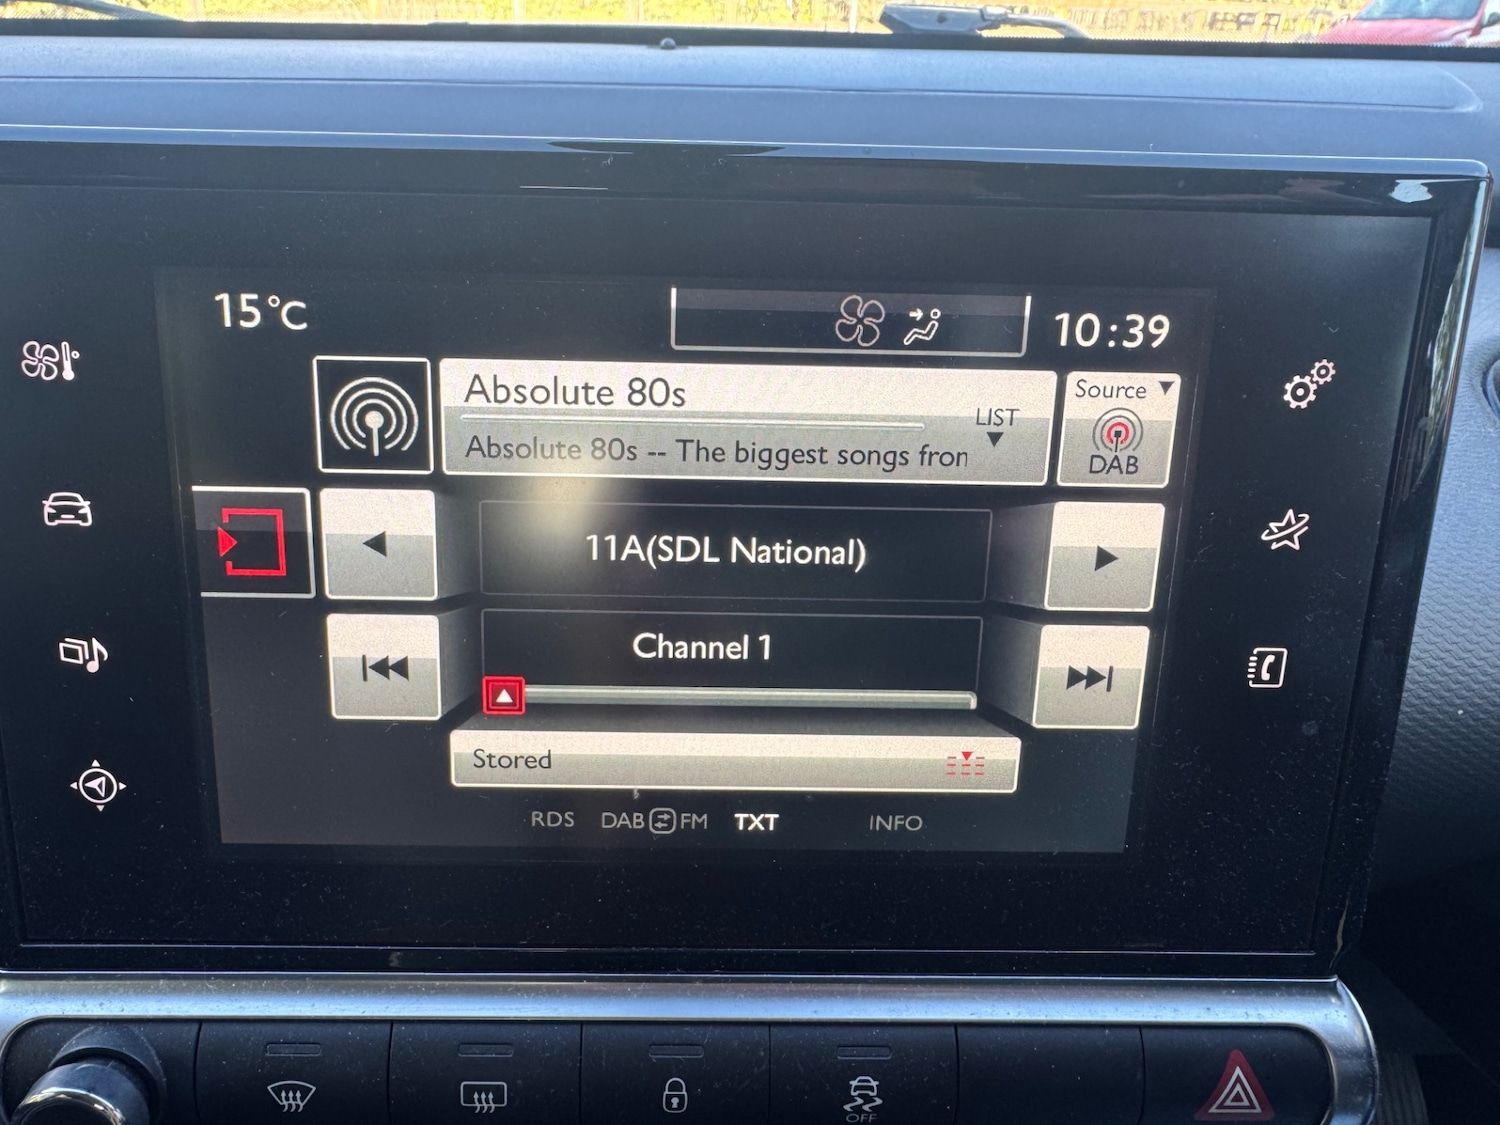 15°C
10:39
Absolute 80s
LIST
Source
Absolute 80s -- The biggest songs fron
DAB
11A(SDL National)
Channel 1
Stored
RDS DAB FM TXT INFO
OFF